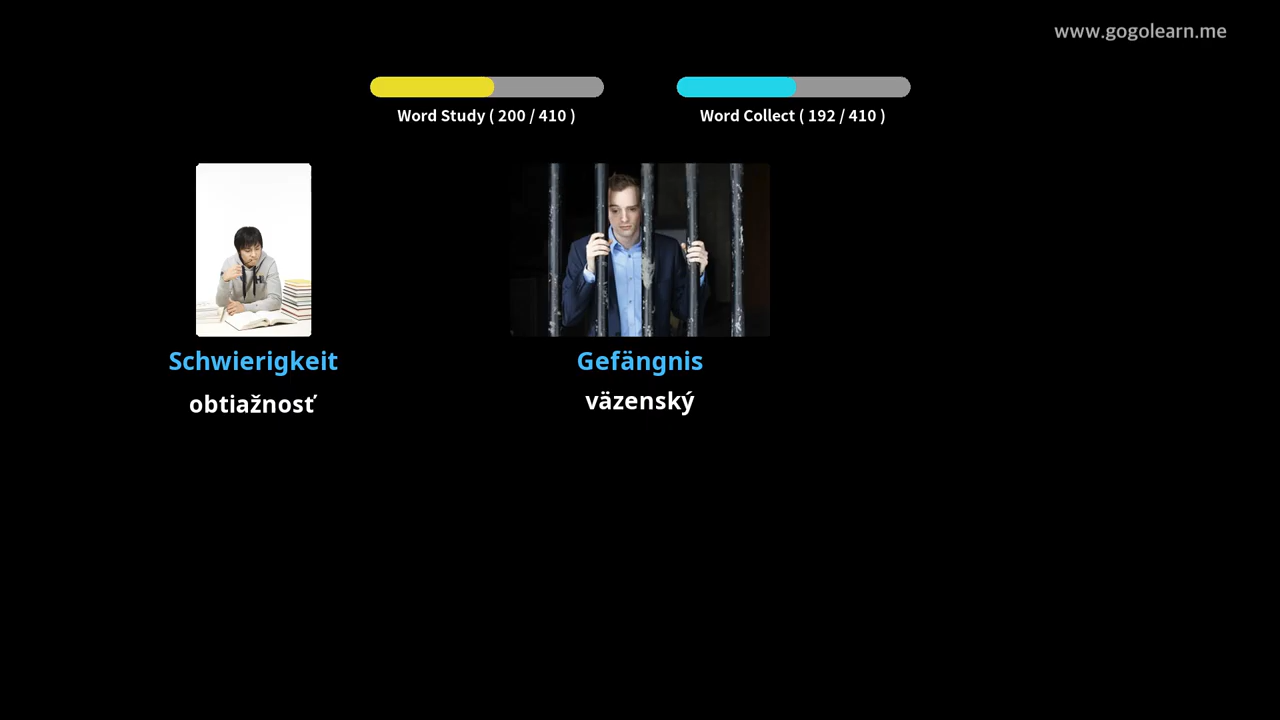 www.gogolearn.me
Word Study ( 200 / 410 )
Word Collect ( 192 / 410 )
Schwierigkeit
obtiažnosť
Gefängnis
väzenský